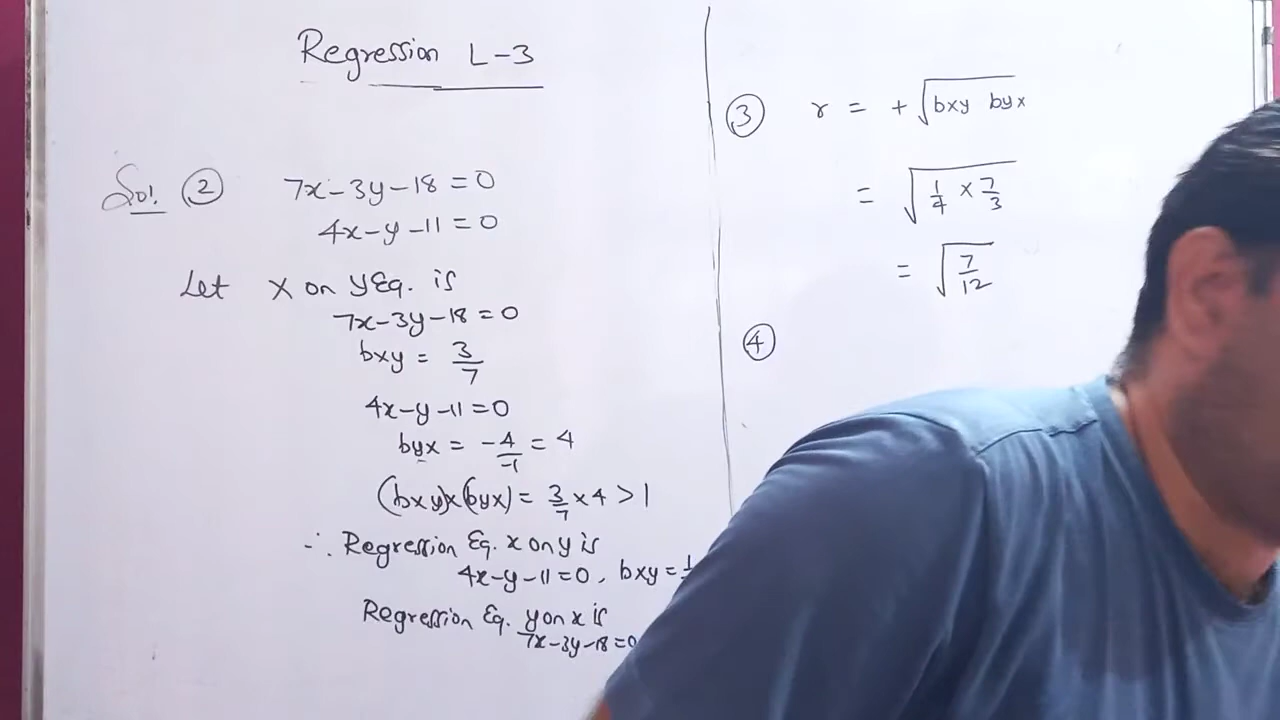 Regression L-3
Sol. ② 7x-3y-18=0
4x-y-11=0
Let x on y Eq. is
7x-3y-18=0
bxy = 3/7
4x-y-11=0
byx = -4/-1 = 4
(bxy)x(byx) = 3/7 x 4 > 1
∴ Regression Eq. x on y is
4x-y-11=0, bxy = 1
Regression Eq. y on x is
7x-3y-18=0
③ r = + √bxy byx
= √1/4 x 7/3
= √7/12
④